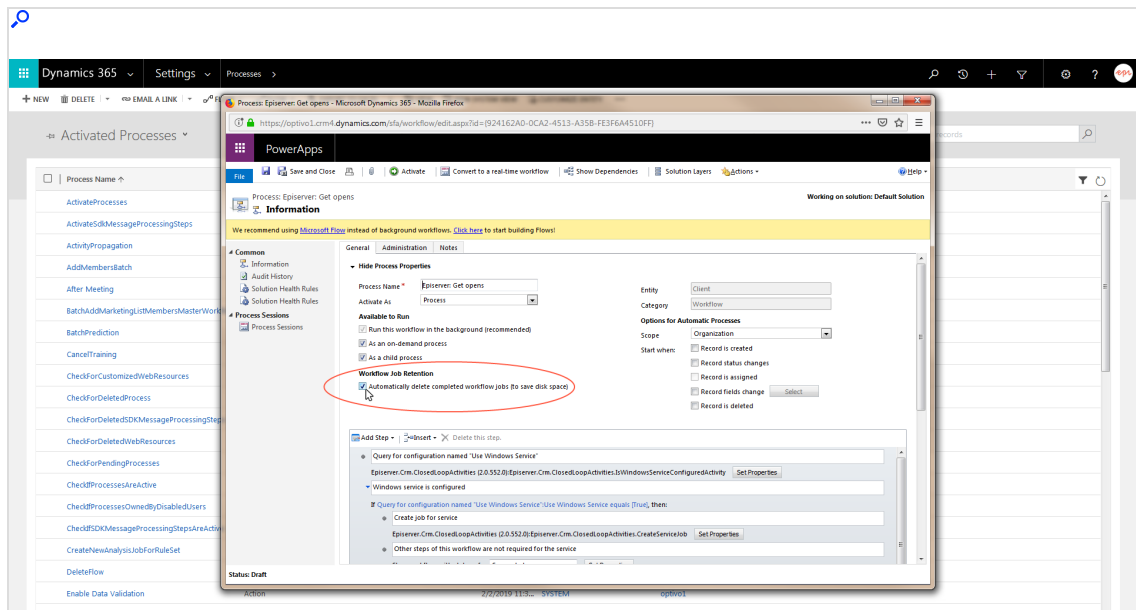 Dynamics 365 Settings Processes >
epi
+ NEW DELETE EMAIL A LINK
Activated Processes
records
Process Name ↑
ActivateProcesses
ActivateSdkMessageProcessingSteps
ActivityPropagation
AddMembersBatch
After Meeting
BatchAddMarketingListMembersMasterWorkf
BatchPrediction
CancelTraining
CheckForCustomizedWebResources
CheckForDeletedProcess
CheckForDeletedSDKMessageProcessingStep
CheckForDeletedWebResources
CheckForPendingProcesses
CheckIfProcessesAreActive
CheckIfProcessesOwnedByDisabledUsers
CheckIfSDKMessageProcessingStepsAreActiv
CreateNewAnalysisJobForRuleSet
DeleteFlow
Enable Data Validation Action 2/2/2019 11:3... SYSTEM optivo1
Process: Episerver: Get opens - Microsoft Dynamics 365 - Mozilla Firefox
https://optivo1.crm4.dynamics.com/sfa/workflow/edit.aspx?id={924162A0-0CA2-4513-A35B-FE3F6A4510FF}
PowerApps
File Save and Close Activate Convert to a real-time workflow Show Dependencies Solution Layers Actions Help
Process: Episerver: Get opens
Information
Working on solution: Default Solution
We recommend using Microsoft Flow instead of background workflows. Click here to start building Flows!
Common
Information
Audit History
Solution Health Rules
Solution Health Rules
Process Sessions
Process Sessions
General Administration Notes
Hide Process Properties
Process Name * Episerver: Get opens
Activate As Process
Available to Run
Run this workflow in the background (recommended)
As an on-demand process
As a child process
Workflow Job Retention
Automatically delete completed workflow jobs (to save disk space)
Entity Client
Category Workflow
Options for Automatic Processes
Scope Organization
Start when: Record is created
Record status changes
Record is assigned
Record fields change Select
Record is deleted
Add Step Insert Delete this step.
Query for configuration named "Use Windows Service"
Episerver.Crm.ClosedLoopActivities (2.0.552.0):Episerver.Crm.ClosedLoopActivities.IsWindowsServiceConfiguredActivity Set Properties
Windows service is configured
If Query for configuration named "Use Windows Service":Use Windows Service equals [True], then:
Create job for service
Episerver.Crm.ClosedLoopActivities (2.0.552.0):Episerver.Crm.ClosedLoopActivities.CreateServiceJob Set Properties
Other steps of this workflow are not required for the service
Status: Draft